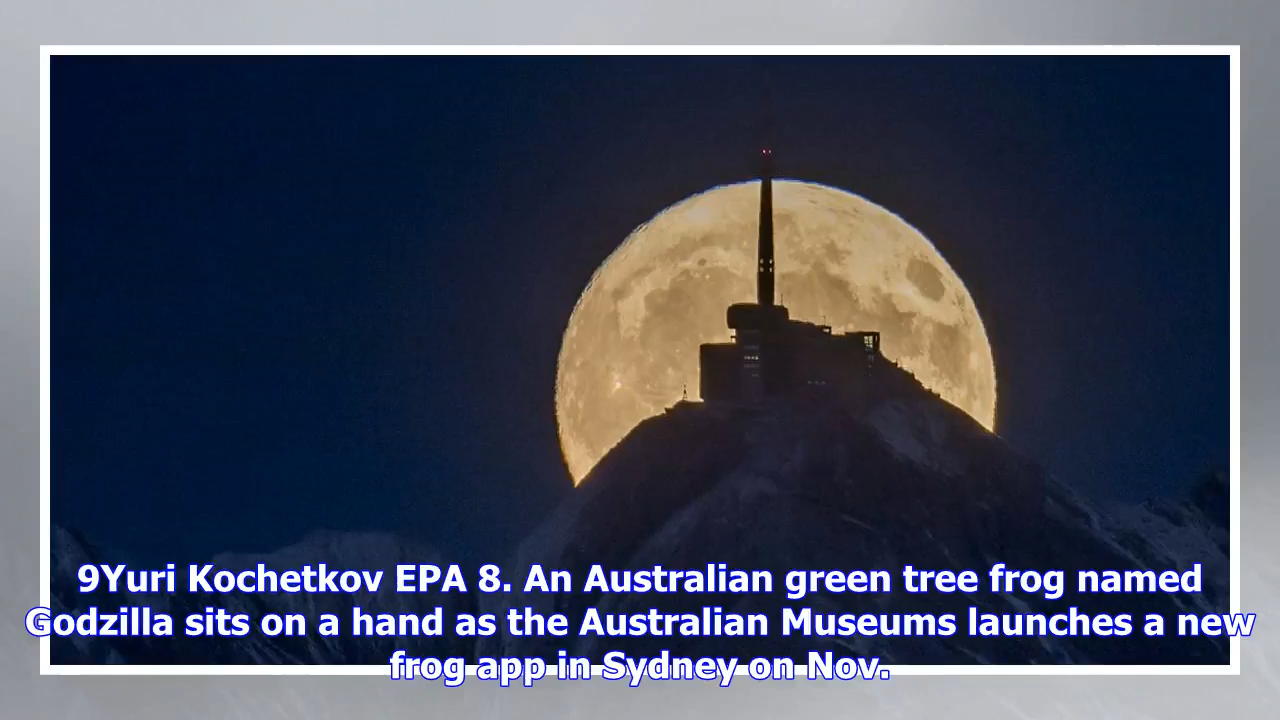 9Yuri Kochetkov EPA 8. An Australian green tree frog named
Godzilla sits on a hand as the Australian Museums launches a new
frog app in Sydney on Nov.